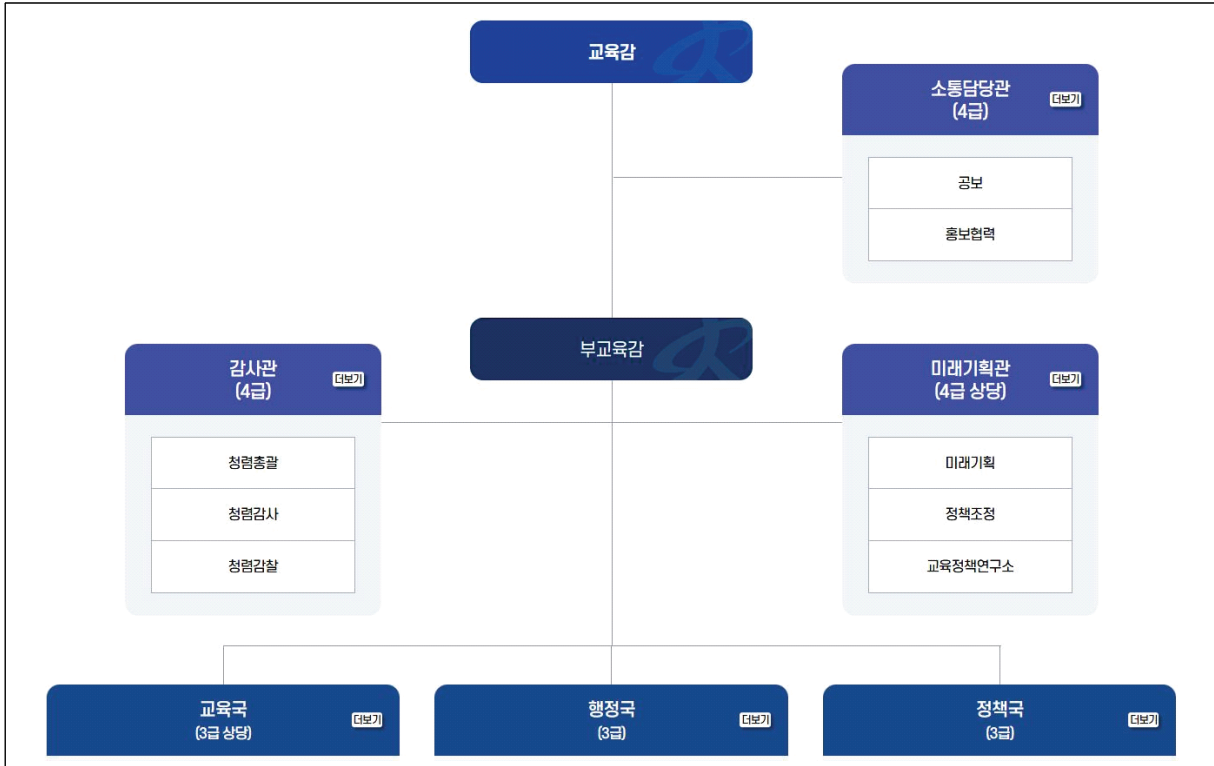 교육감
소통담당관
(4급)
더보기
공보
홍보협력
부교육감
감사관
(4급)
더보기
청렴총괄
청렴감사
청렴감찰
미래기획관
(4급 상당)
더보기
미래기획
정책조정
교육정책연구소
교육국
(3급 상당)
더보기
행정국
(3급)
더보기
정책국
(3급)
더보기